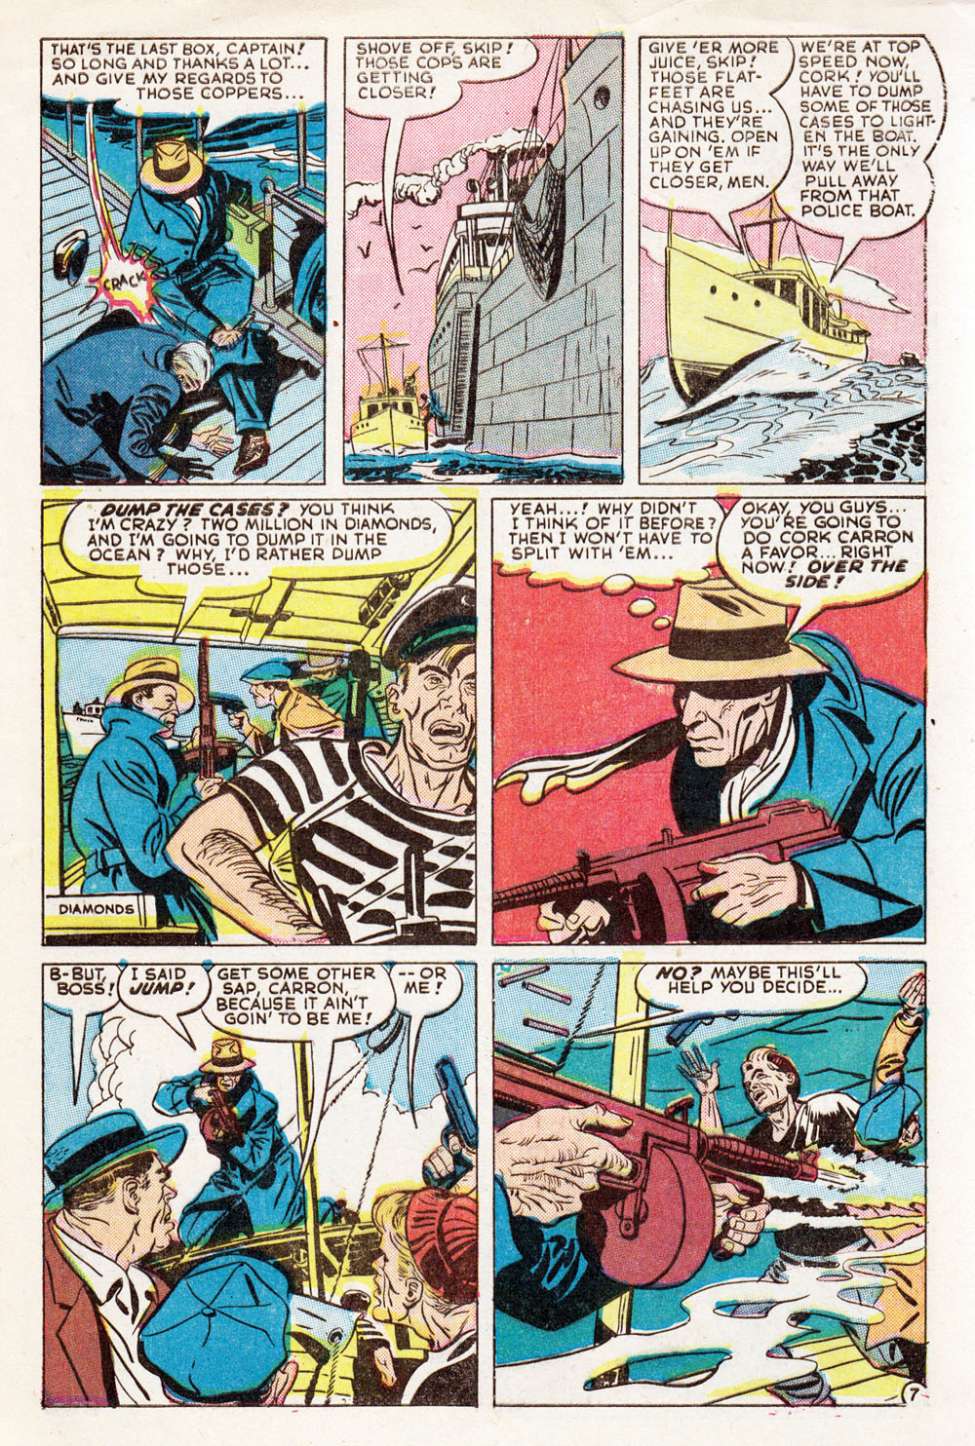 THAT'S THE LAST BOX, CAPTAIN!
SO LONG AND THANKS A LOT...
...AND GIVE MY REGARDS TO
THOSE COPPERS...
CRACK
SHOVE OFF, SKIP!
THOSE COPS ARE
GETTING
CLOSER!
GIVE 'ER MORE
JUICE, SKIP!
THOSE FLAT-
FEET ARE
CHASING US...
AND THEY'RE
GAINING. OPEN
UP ON 'EM IF
THEY GET
CLOSER, MEN.
WE'RE AT TOP
SPEED NOW,
CORK! YOU'LL
HAVE TO DUMP
SOME OF THOSE
CASES TO LIGHT-
EN THE BOAT.
IT'S THE ONLY
WAY WE'LL
PULL AWAY
FROM THAT
POLICE BOAT.
DUMP THE CASES? YOU THINK
I'M CRAZY? TWO MILLION IN DIAMONDS,
AND I'M GOING TO DUMP IT IN THE
OCEAN? WHY, I'D RATHER DUMP
THOSE...
DIAMONDS
YEAH...! WHY DIDN'T
I THINK OF IT BEFORE?
THEN I WON'T HAVE TO
SPLIT WITH 'EM...
OKAY, YOU GUYS...
YOU'RE GOING TO
DO CORK CARRON
A FAVOR... RIGHT
NOW! OVER THE
SIDE!
B-BUT,
BOSS!
I SAID
JUMP!
GET SOME OTHER
SAP, CARRON,
BECAUSE IT AIN'T
GOIN' TO BE ME!
-- OR
ME!
NO? MAYBE THIS'LL
HELP YOU DECIDE...
7